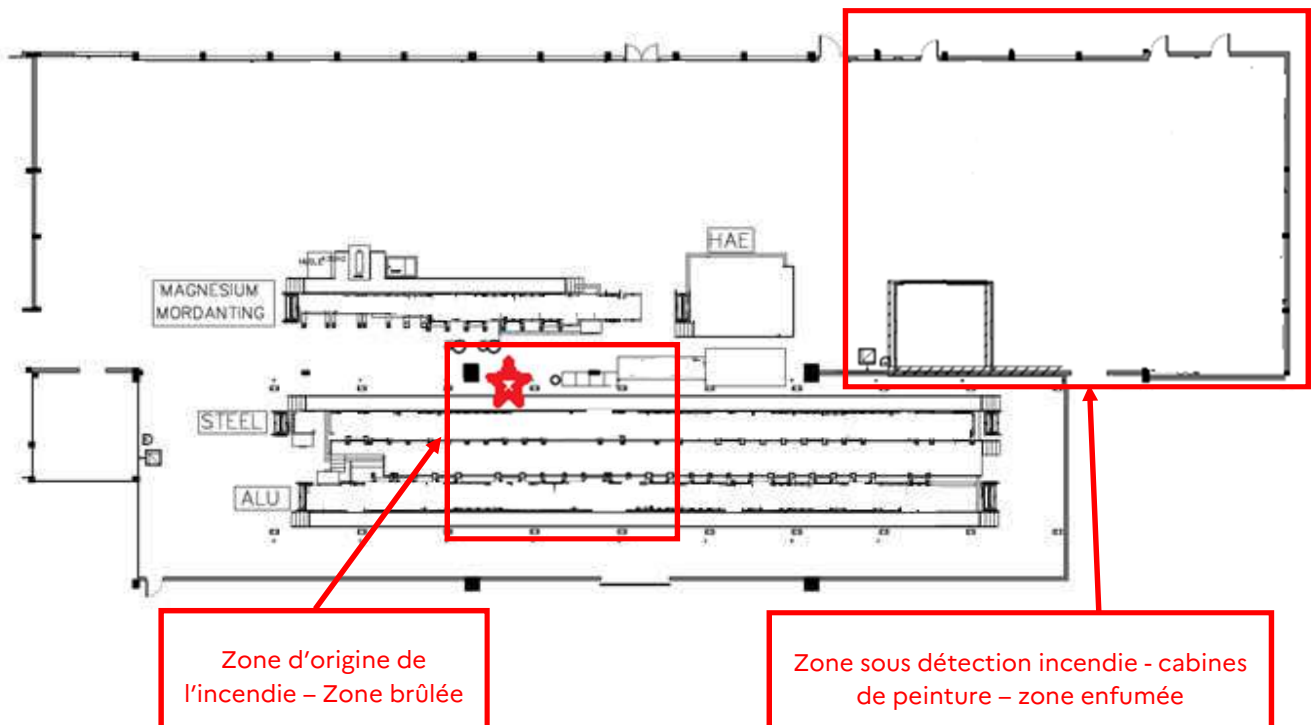 HAE
MAGNESIUM
MORDANTING
STEEL
ALU
Zone d'origine de
l'incendie – Zone brûlée
Zone sous détection incendie - cabines
de peinture – zone enfumée